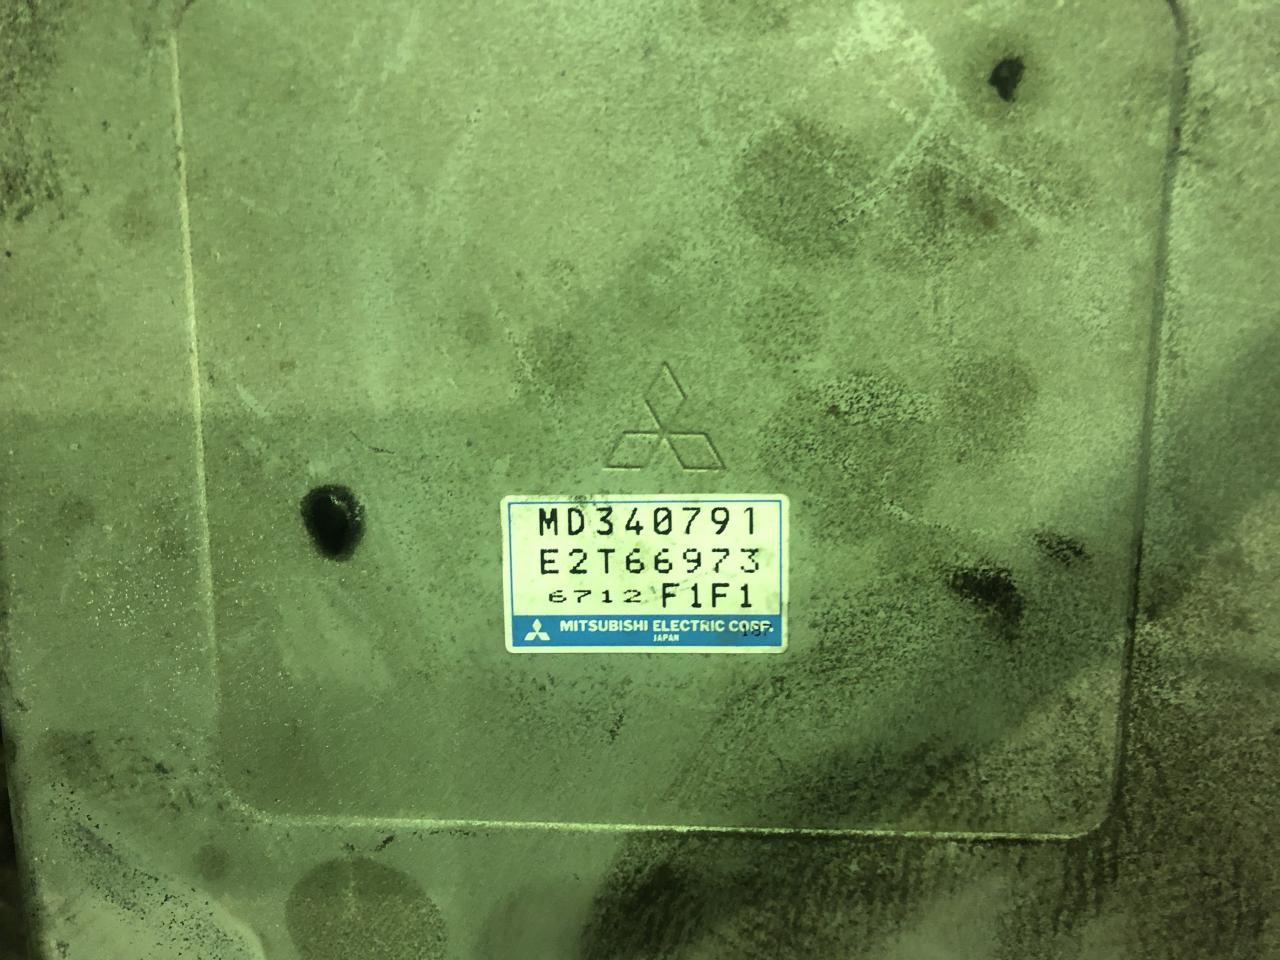 MD340791
E2T66973
6712 F1F1
MITSUBISHI ELECTRIC CORP.
JAPAN